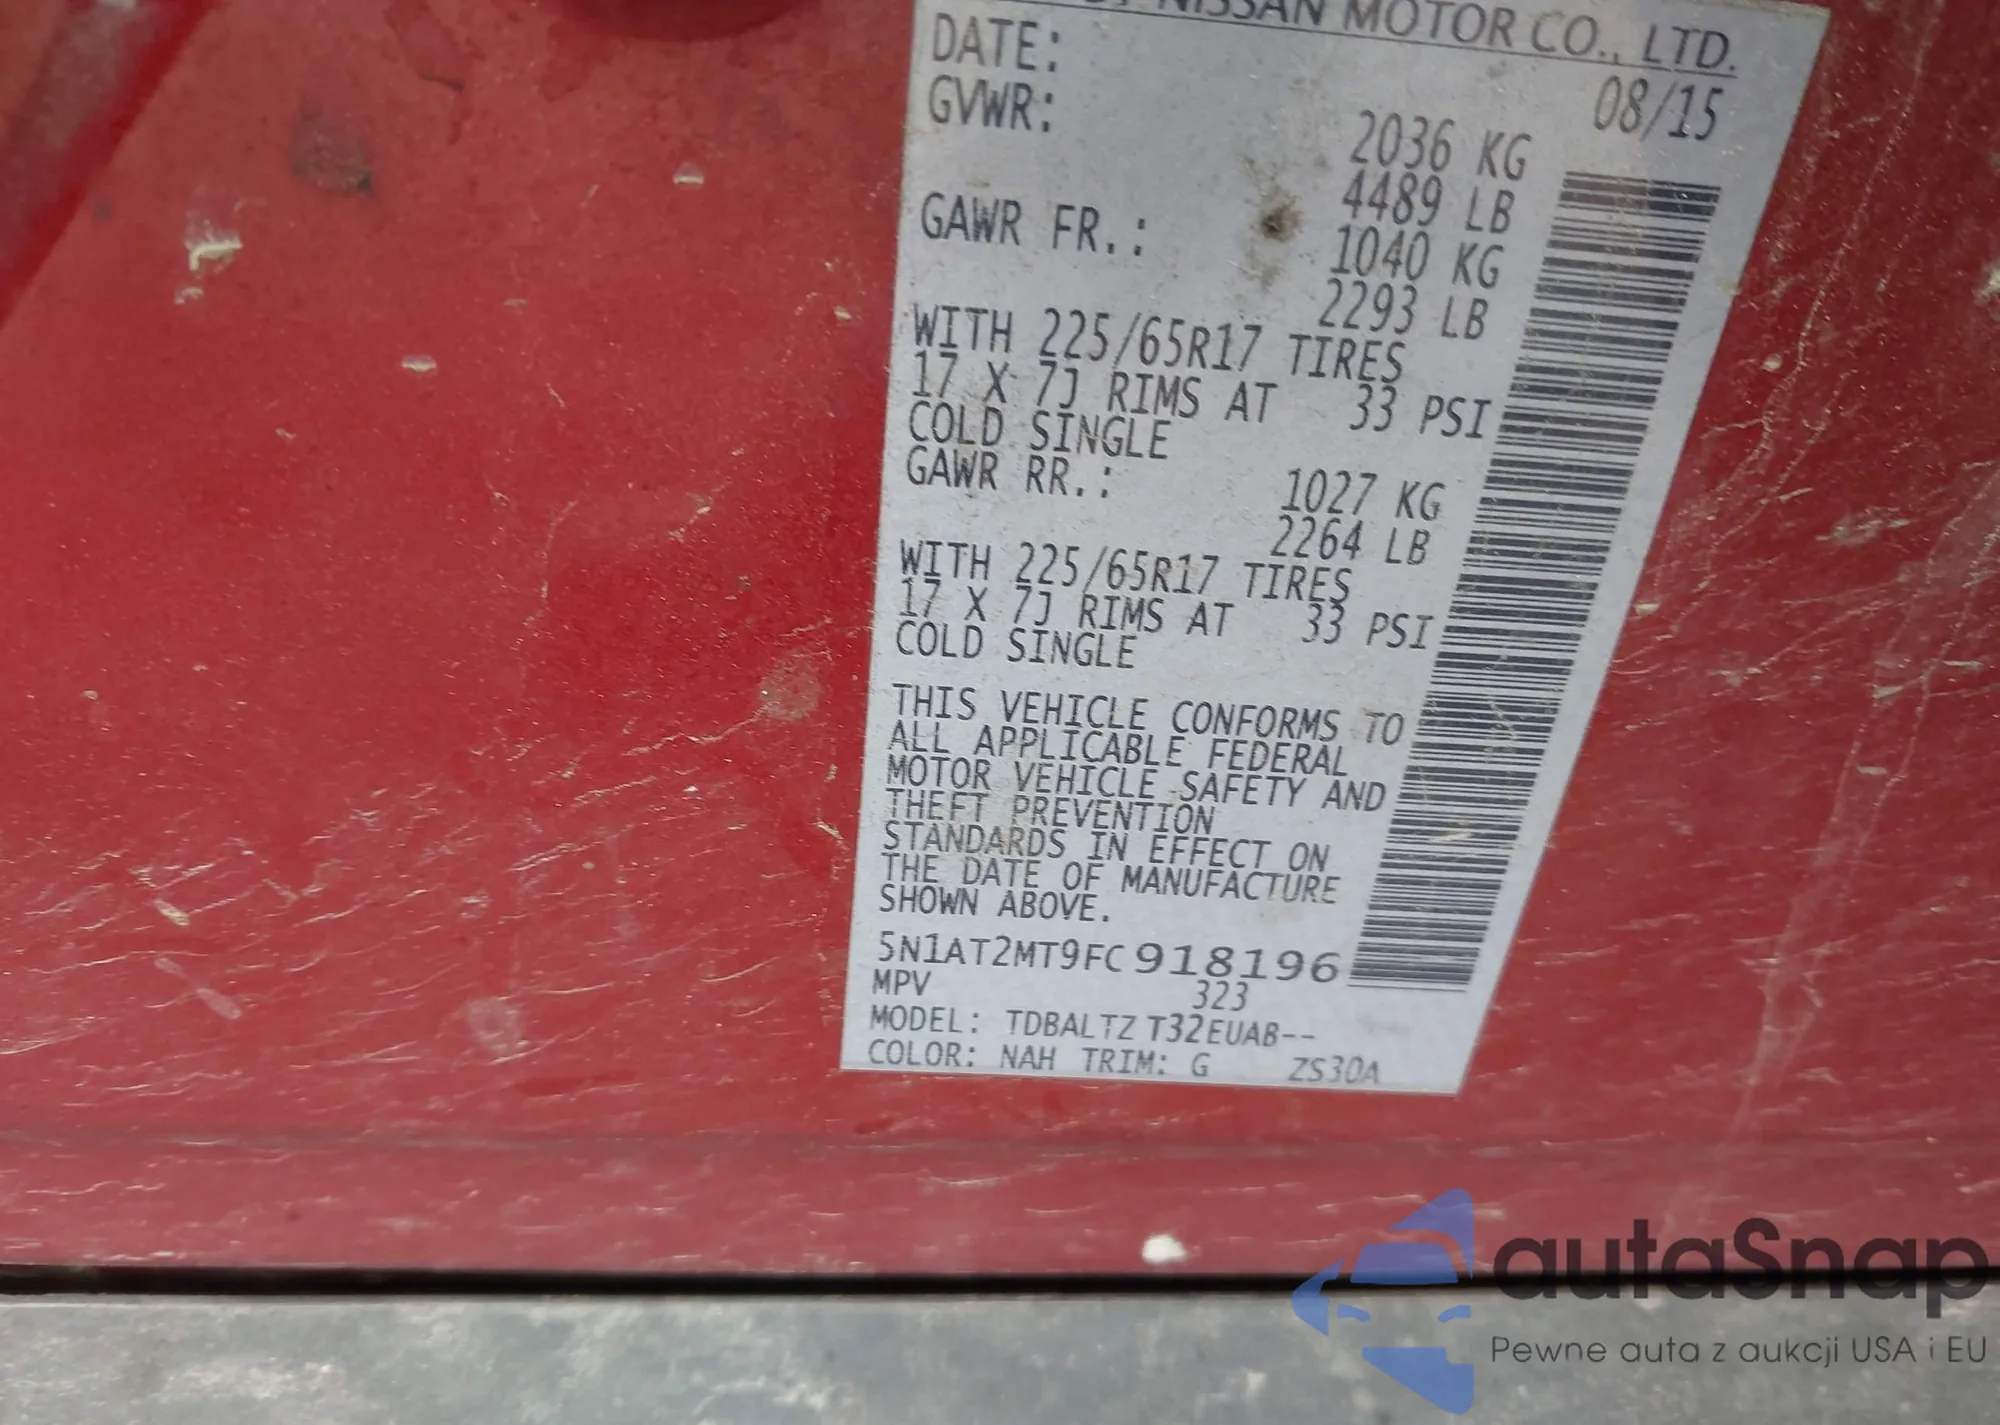 NISSAN MOTOR CO., LTD.
DATE: 08/15
GVWR: 2036 KG
4489 LB
GAWR FR.: 1040 KG
2293 LB
WITH 225/65R17 TIRES
17 X 7J RIMS AT 33 PSI
COLD SINGLE
GAWR RR.: 1027 KG
2264 LB
WITH 225/65R17 TIRES
17 X 7J RIMS AT 33 PSI
COLD SINGLE
THIS VEHICLE CONFORMS TO
ALL APPLICABLE FEDERAL
MOTOR VEHICLE SAFETY AND
THEFT PREVENTION
STANDARDS IN EFFECT ON
THE DATE OF MANUFACTURE
SHOWN ABOVE.
5N1AT2MT9FC918196
MPV 323
MODEL: TDBALTZ T32EUAB--
COLOR: NAH TRIM: G ZS30A
autaSnap
Pewne auta z aukcji USA i EU